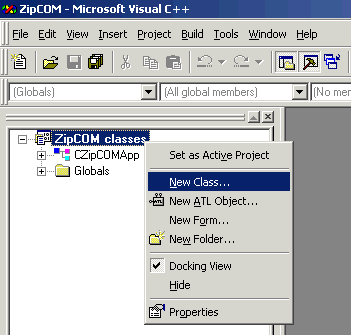 ZipCOM - Microsoft Visual C++
File Edit View Insert Project Build Tools Window Help
(Globals) (All global members) (No mem
ZipCOM classes
CZipCOMApp
Globals
Set as Active Project
New Class...
New ATL Object...
New Form...
New Folder...
Docking View
Hide
Properties